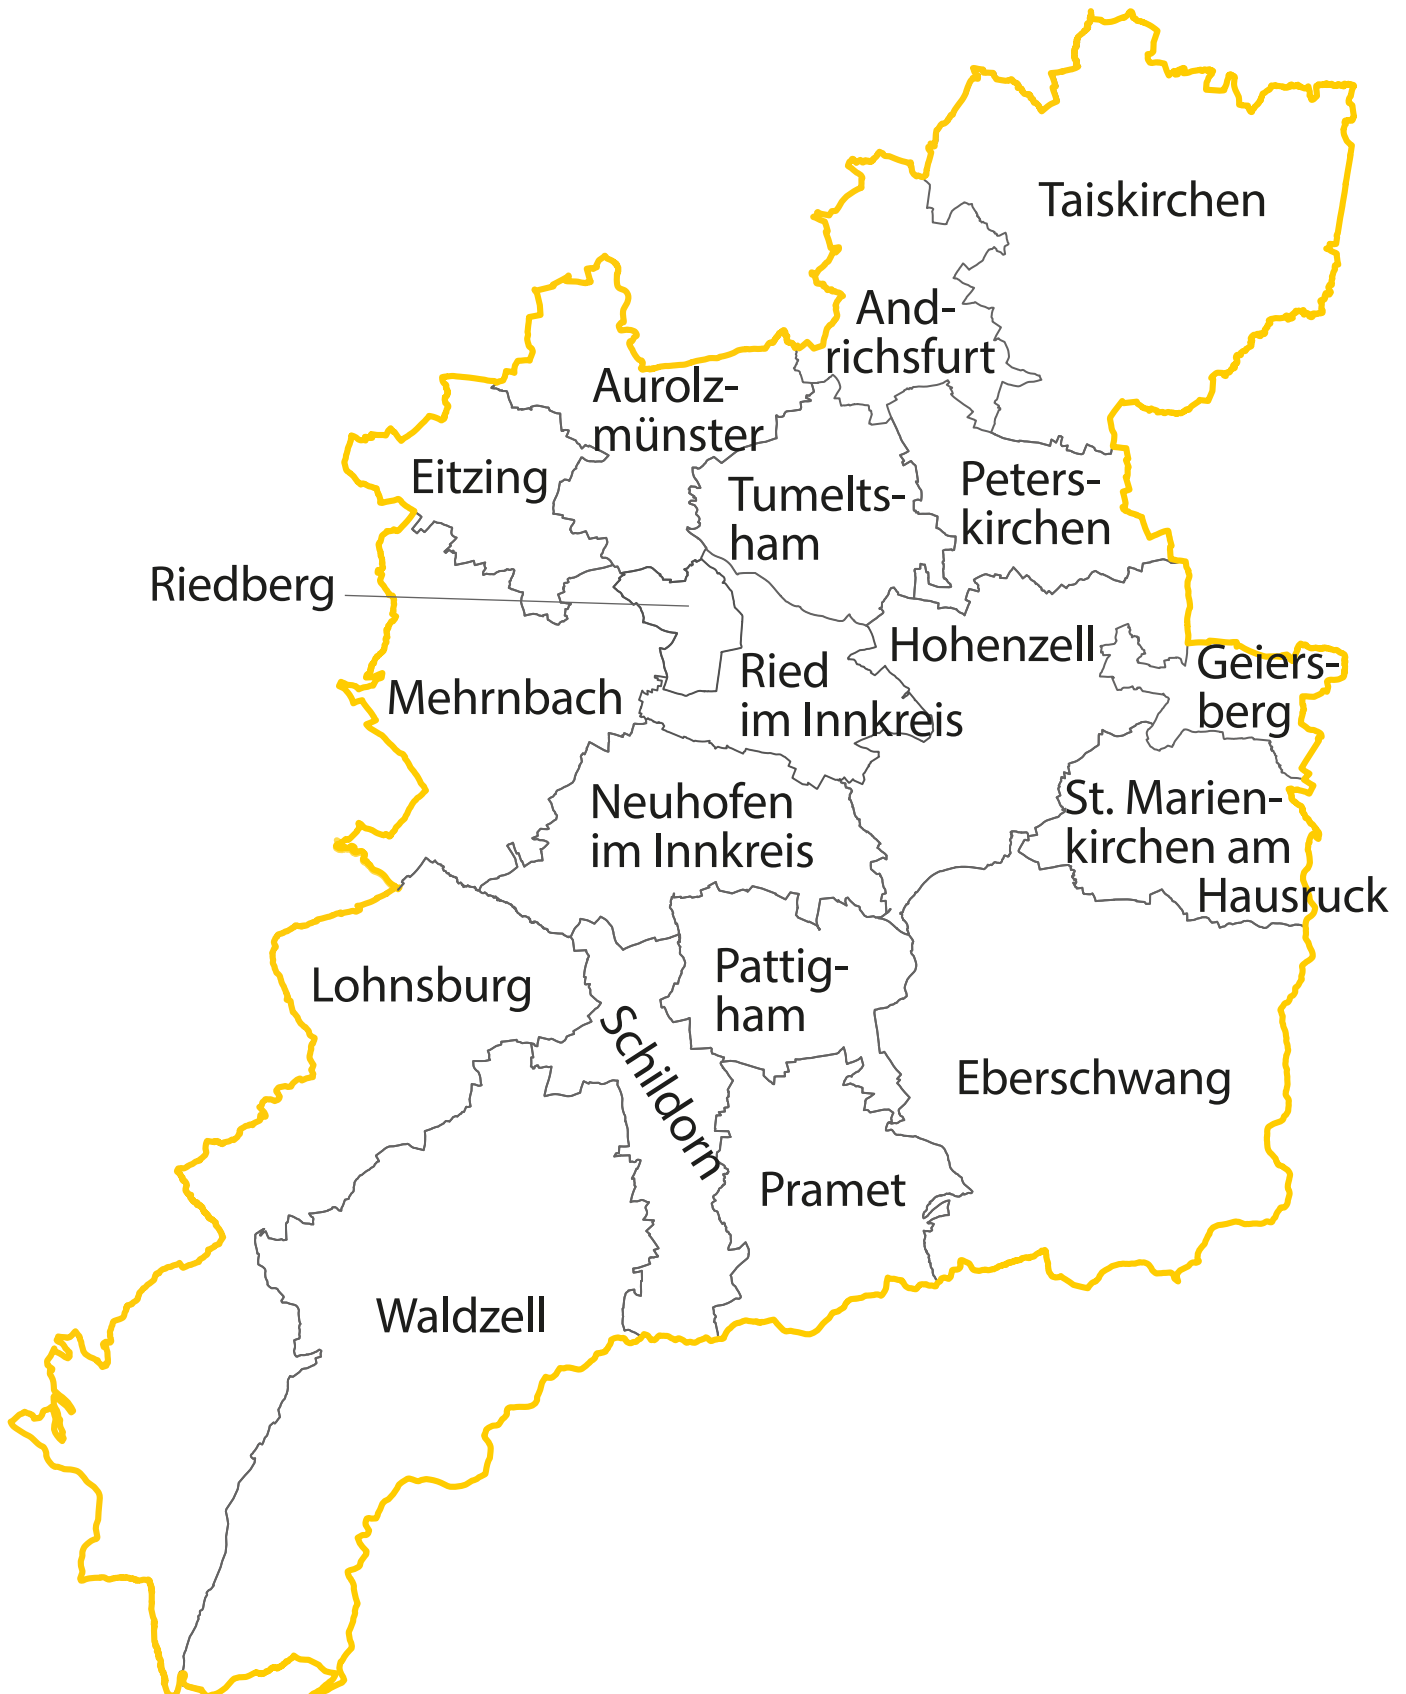 Taiskirchen
And-
richsfurt
Aurolz-
münster
Eitzing
Tumelts-
ham
Peters-
kirchen
Riedberg
Hohenzell
Geiers-
berg
Ried
im Innkreis
Mehrnbach
Neuhofen
im Innkreis
St. Marien-
kirchen am
Hausruck
Lohnsburg
Pattig-
ham
Schildorn
Eberschwang
Pramet
Waldzell